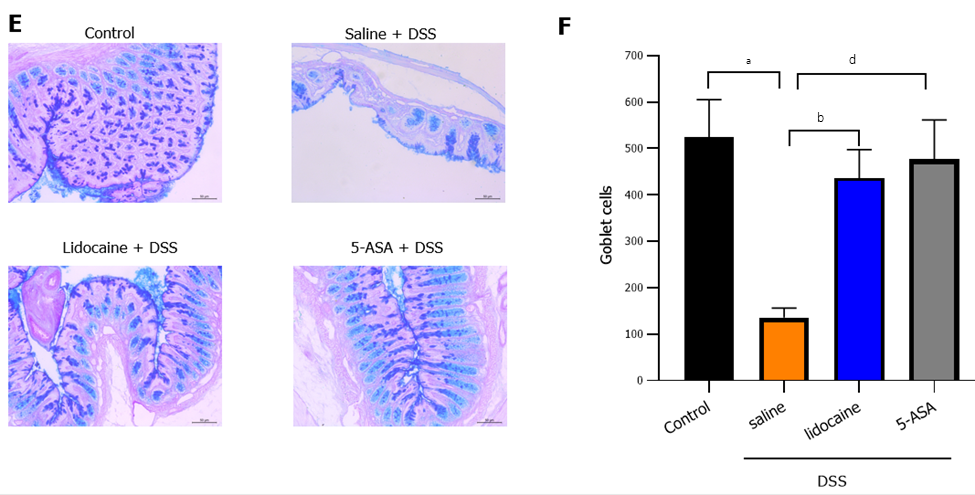 E
Control
Saline + DSS
Lidocaine + DSS
5-ASA + DSS
F
700
600
500
400
300
200
100
0
Goblet cells
a
d
b
Control
saline
lidocaine
5-ASA
DSS